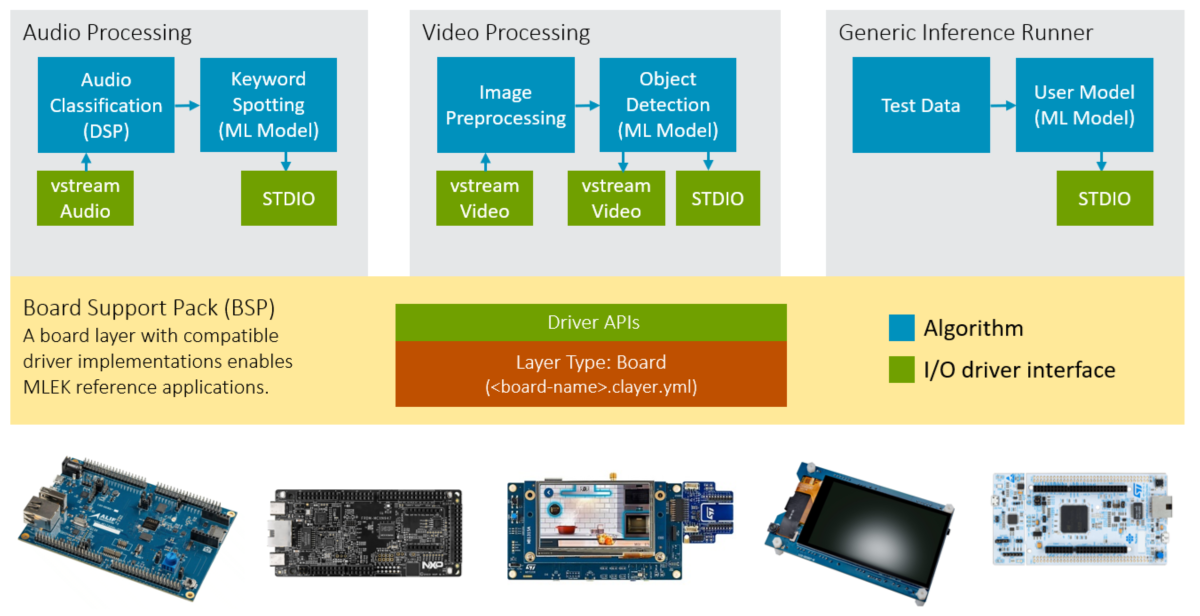 Audio Processing
Audio
Classification
(DSP)
Keyword
Spotting
(ML Model)
vstream
Audio
STDIO
Video Processing
Image
Preprocessing
Object
Detection
(ML Model)
vstream
Video
vstream
Video
STDIO
Generic Inference Runner
Test Data
User Model
(ML Model)
STDIO
Board Support Pack (BSP)
A board layer with compatible
driver implementations enables
MLEK reference applications.
Driver APIs
Layer Type: Board
(<board-name>.clayer.yml)
Algorithm
I/O driver interface
ALIF
NXP